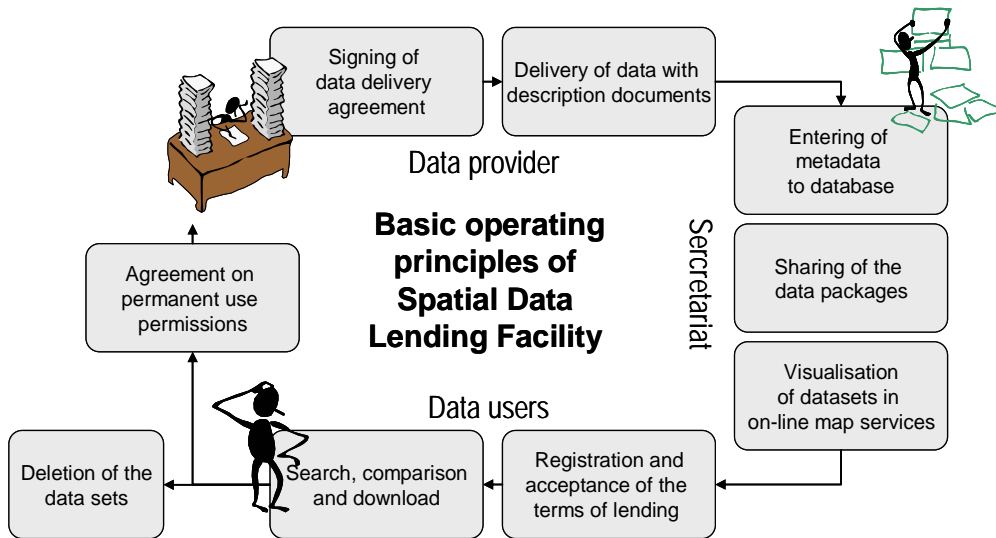 Signing of
data delivery
agreement
Delivery of data with
description documents
Entering of
metadada
to database
Data provider
Basic operating
principles of
Spatial Data
Lending Facility
Sercretariat
Sharing of the
data packages
Agreement on
permanent use
permissions
Visualisation
of datasets in
on-line map services
Data users
Deletion of the
data sets
Search, comparison
and download
Registration and
acceptance of the
terms of lending